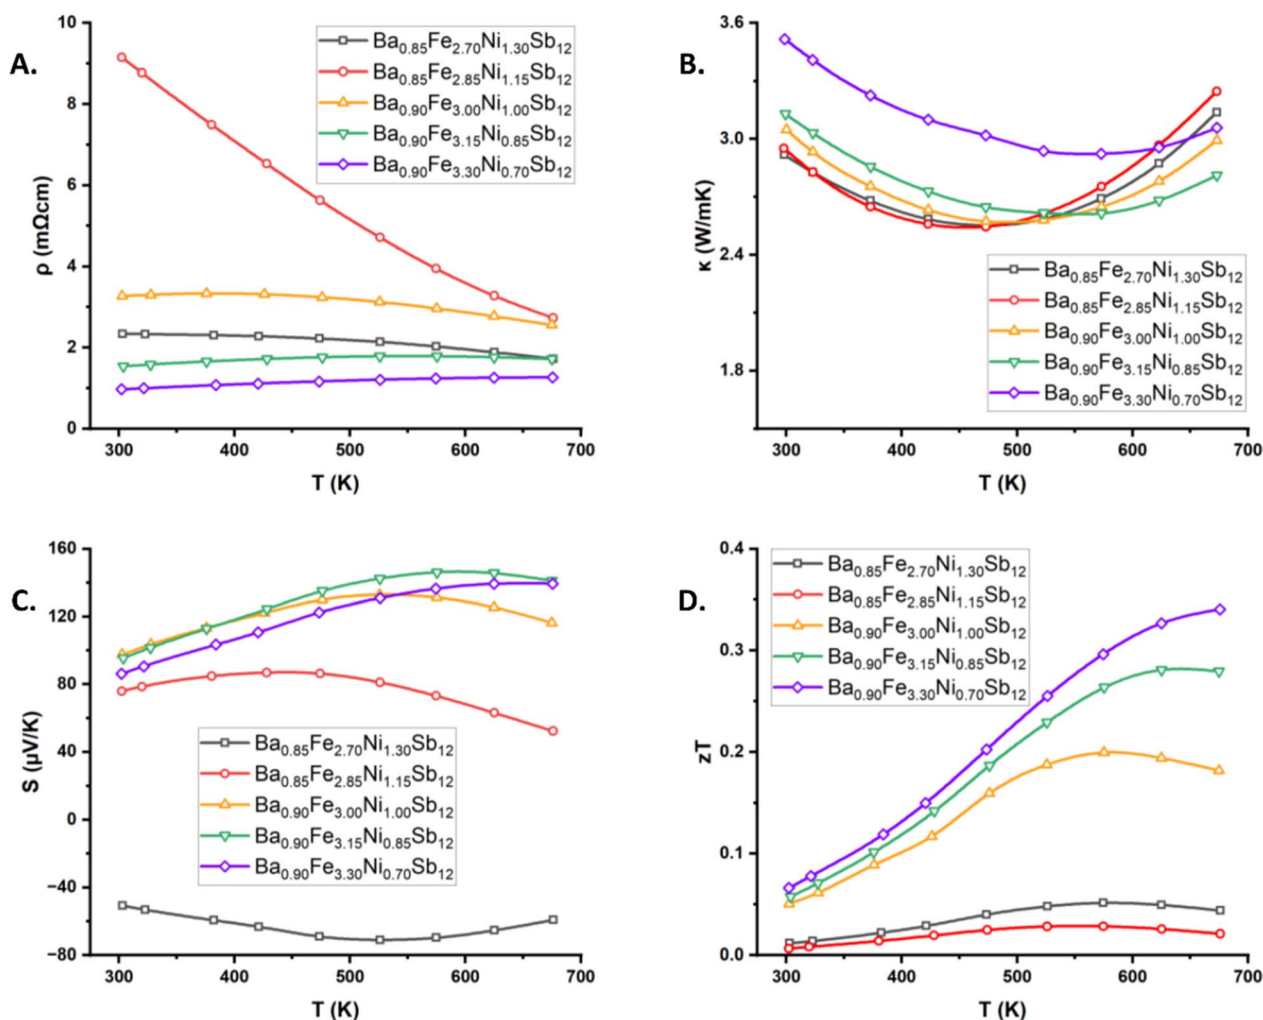 A.
10
8
6
4
2
0
ρ (mΩcm)
Ba0.85Fe2.70Ni1.30Sb12
Ba0.85Fe2.85Ni1.15Sb12
Ba0.90Fe3.00Ni1.00Sb12
Ba0.90Fe3.15Ni0.85Sb12
Ba0.90Fe3.30Ni0.70Sb12
300 400 500 600 700
T (K)
B.
3.6
3.0
2.4
1.8
κ (W/mK)
Ba0.85Fe2.70Ni1.30Sb12
Ba0.85Fe2.85Ni1.15Sb12
Ba0.90Fe3.00Ni1.00Sb12
Ba0.90Fe3.15Ni0.85Sb12
Ba0.90Fe3.30Ni0.70Sb12
300 400 500 600 700
T (K)
C.
160
120
80
40
0
−40
−80
S (μV/K)
Ba0.85Fe2.70Ni1.30Sb12
Ba0.85Fe2.85Ni1.15Sb12
Ba0.90Fe3.00Ni1.00Sb12
Ba0.90Fe3.15Ni0.85Sb12
Ba0.90Fe3.30Ni0.70Sb12
300 400 500 600 700
T (K)
D.
0.4
0.3
0.2
0.1
0.0
zT
Ba0.85Fe2.70Ni1.30Sb12
Ba0.85Fe2.85Ni1.15Sb12
Ba0.90Fe3.00Ni1.00Sb12
Ba0.90Fe3.15Ni0.85Sb12
Ba0.90Fe3.30Ni0.70Sb12
300 400 500 600 700
T (K)